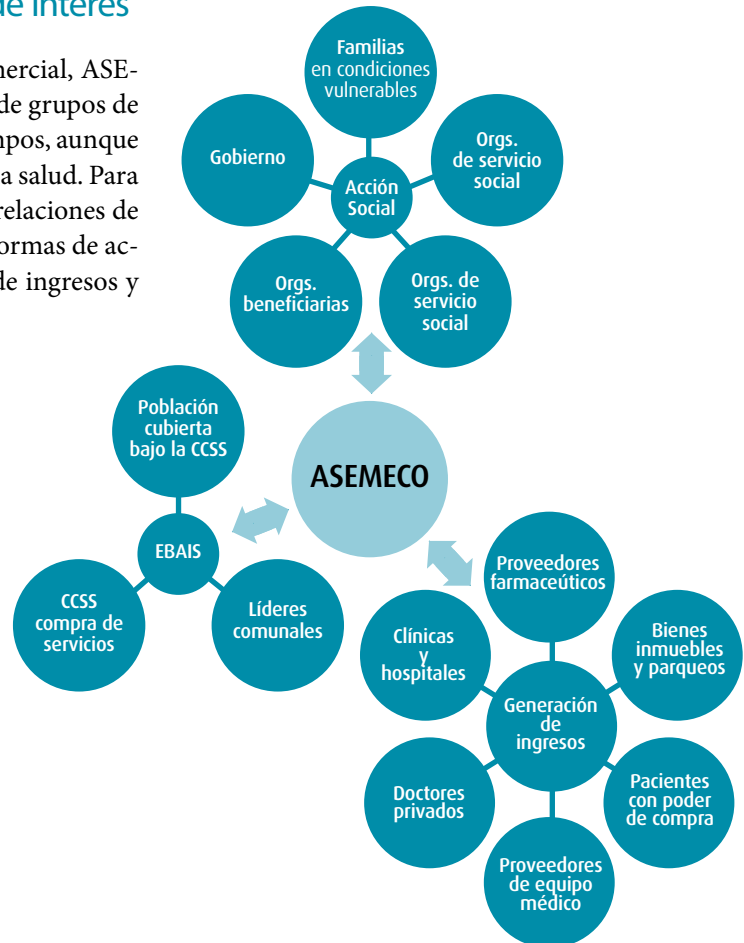 de interés
mercial, ASE-
de grupos de
mpos, aunque
a salud. Para
relaciones de
ormas de ac-
de ingresos y
Familias
en condiciones
vulnerables
Gobierno
Orgs.
de servicio
social
Acción
Social
Orgs.
beneficiarias
Orgs. de
servicio
social
Población
cubierta
bajo la CCSS
ASEMECO
EBAIS
CCSS
compra de
servicios
Líderes
comunales
Proveedores
farmaceúticos
Clínicas
y
hospitales
Bienes
inmuebles
y parqueos
Generación
de
ingresos
Doctores
privados
Pacientes
con poder
de compra
Proveedores
de equipo
médico